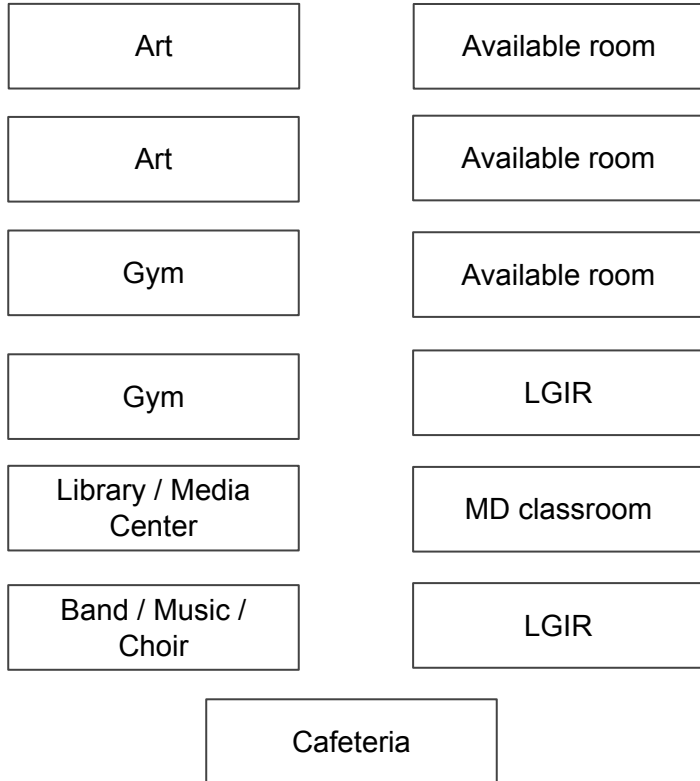 Art
Available room
Art
Available room
Gym
Available room
Gym
LGIR
Library / Media
Center
MD classroom
Band / Music /
Choir
LGIR
Cafeteria